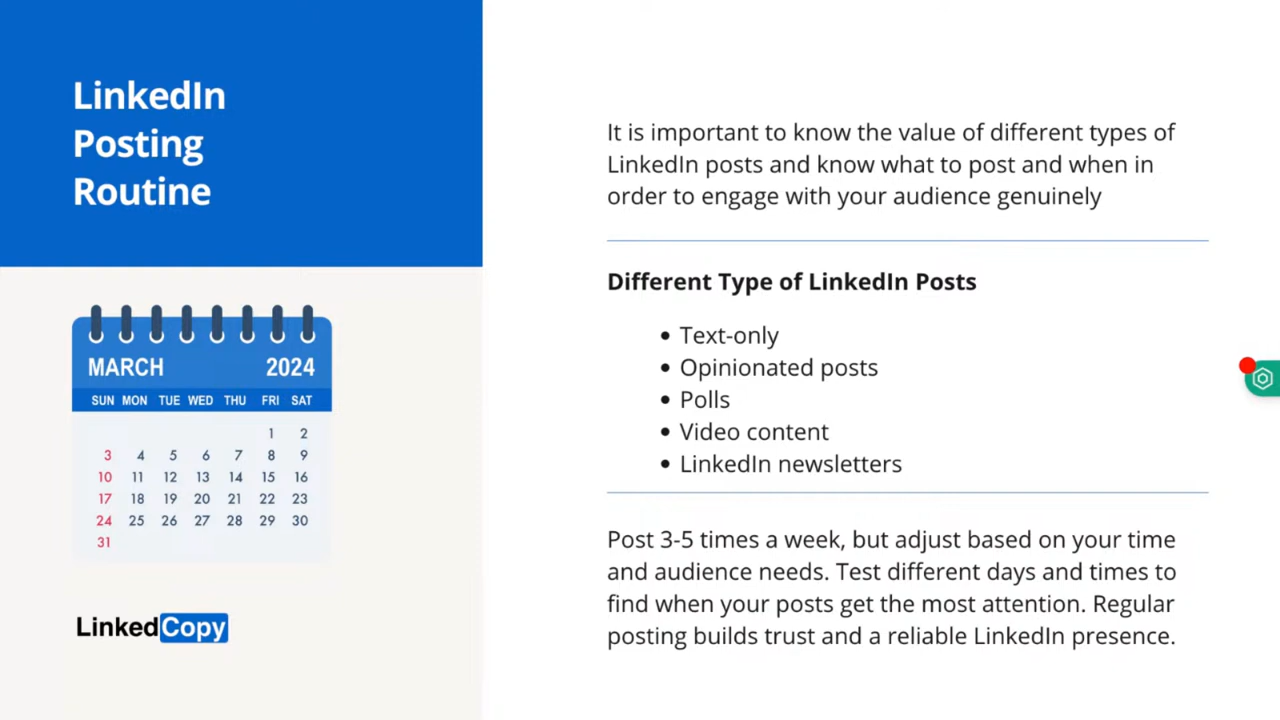 LinkedIn
Posting
Routine
MARCH 2024
SUN MON TUE WED THU FRI SAT
1 2
3 4 5 6 7 8 9
10 11 12 13 14 15 16
17 18 19 20 21 22 23
24 25 26 27 28 29 30
31
LinkedCopy
It is important to know the value of different types of
LinkedIn posts and know what to post and when in
order to engage with your audience genuinely
Different Type of LinkedIn Posts
• Text-only
• Opinionated posts
• Polls
• Video content
• LinkedIn newsletters
Post 3-5 times a week, but adjust based on your time
and audience needs. Test different days and times to
find when your posts get the most attention. Regular
posting builds trust and a reliable LinkedIn presence.